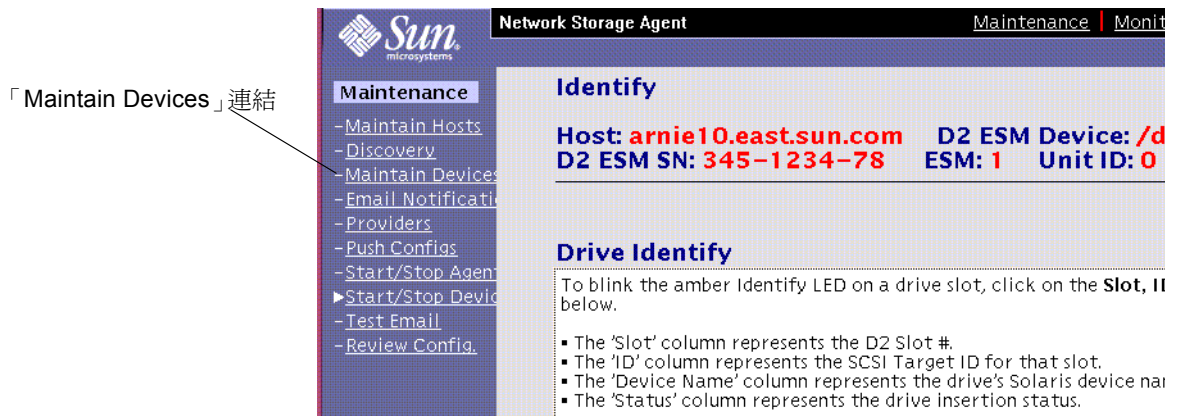 Sun
microsystems
Network Storage Agent
Maintenance | Monit
「Maintain Devices」連結
Maintenance
-Maintain Hosts
-Discovery
-Maintain Devices
-Email Notificati
-Providers
-Push Configs
-Start/Stop Agen
▶Start/Stop Devic
-Test Email
-Review Config.
Identify
Host: arnie10.east.sun.com D2 ESM Device: /d
D2 ESM SN: 345-1234-78 ESM: 1 Unit ID: 0
Drive Identify
To blink the amber Identify LED on a drive slot, click on the Slot, ID
below.
▪ The 'Slot' column represents the D2 Slot #.
▪ The 'ID' column represents the SCSI Target ID for that slot.
▪ The 'Device Name' column represents the drive's Solaris device nar
▪ The 'Status' column represents the drive insertion status.